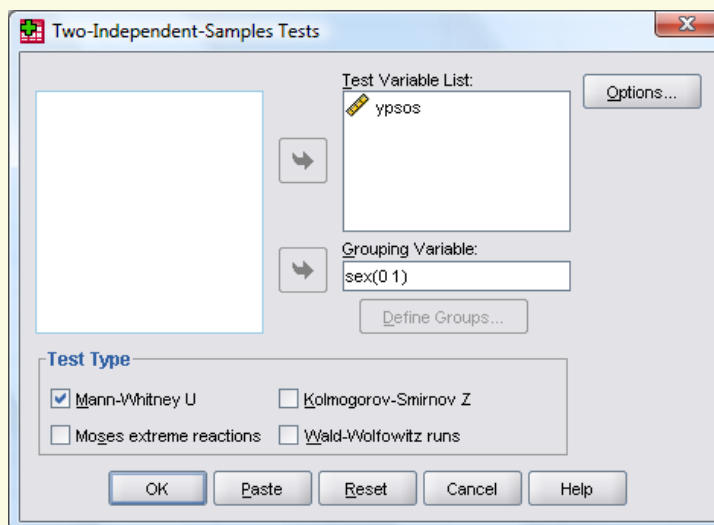 Two-Independent-Samples Tests
Test Variable List:
ypsos
Options...
Grouping Variable:
sex(0 1)
Define Groups...
Test Type
Mann-Whitney U
Kolmogorov-Smirnov Z
Moses extreme reactions
Wald-Wolfowitz runs
OK
Paste
Reset
Cancel
Help